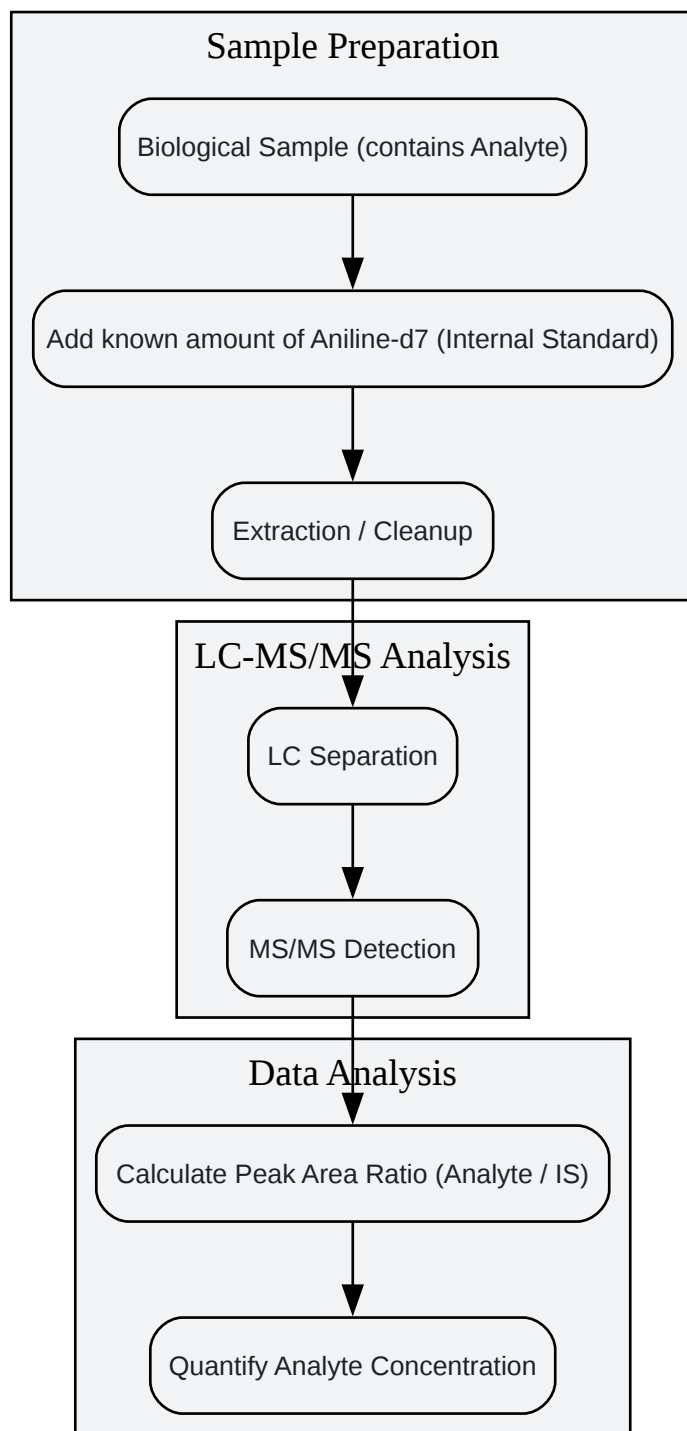 Sample Preparation
Biological Sample (contains Analyte)
Add known amount of Aniline-d7 (Internal Standard)
Extraction / Cleanup
LC-MS/MS Analysis
LC Separation
MS/MS Detection
Data Analysis
Calculate Peak Area Ratio (Analyte / IS)
Quantify Analyte Concentration